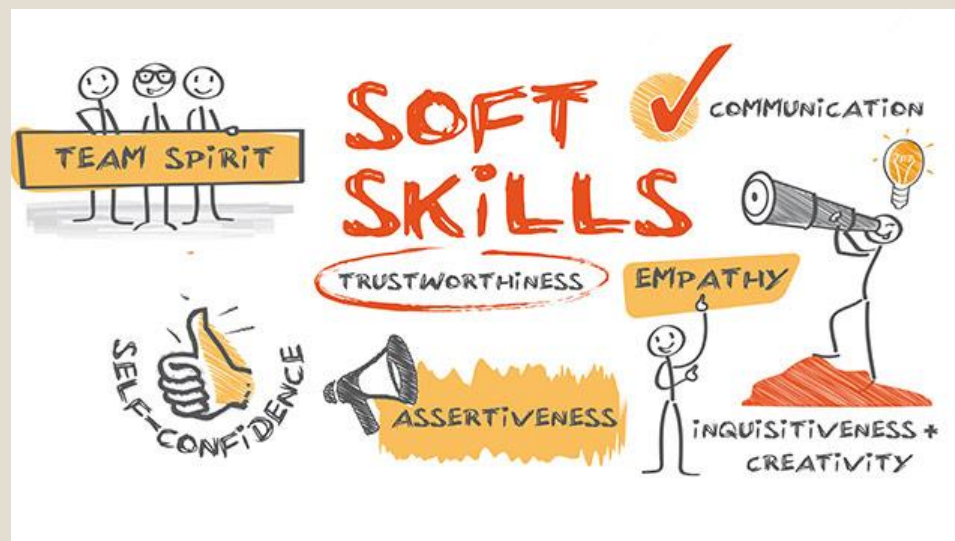 SOFT
SKiLLS
TEAM SPiRiT
COMMUNiCATiON
TRUSTWORTHiNESS
EMPATHY
SELF-CONFiDENCE
ASSERTiVENESS
iNQUiSiTiVENESS +
CREATiViTY